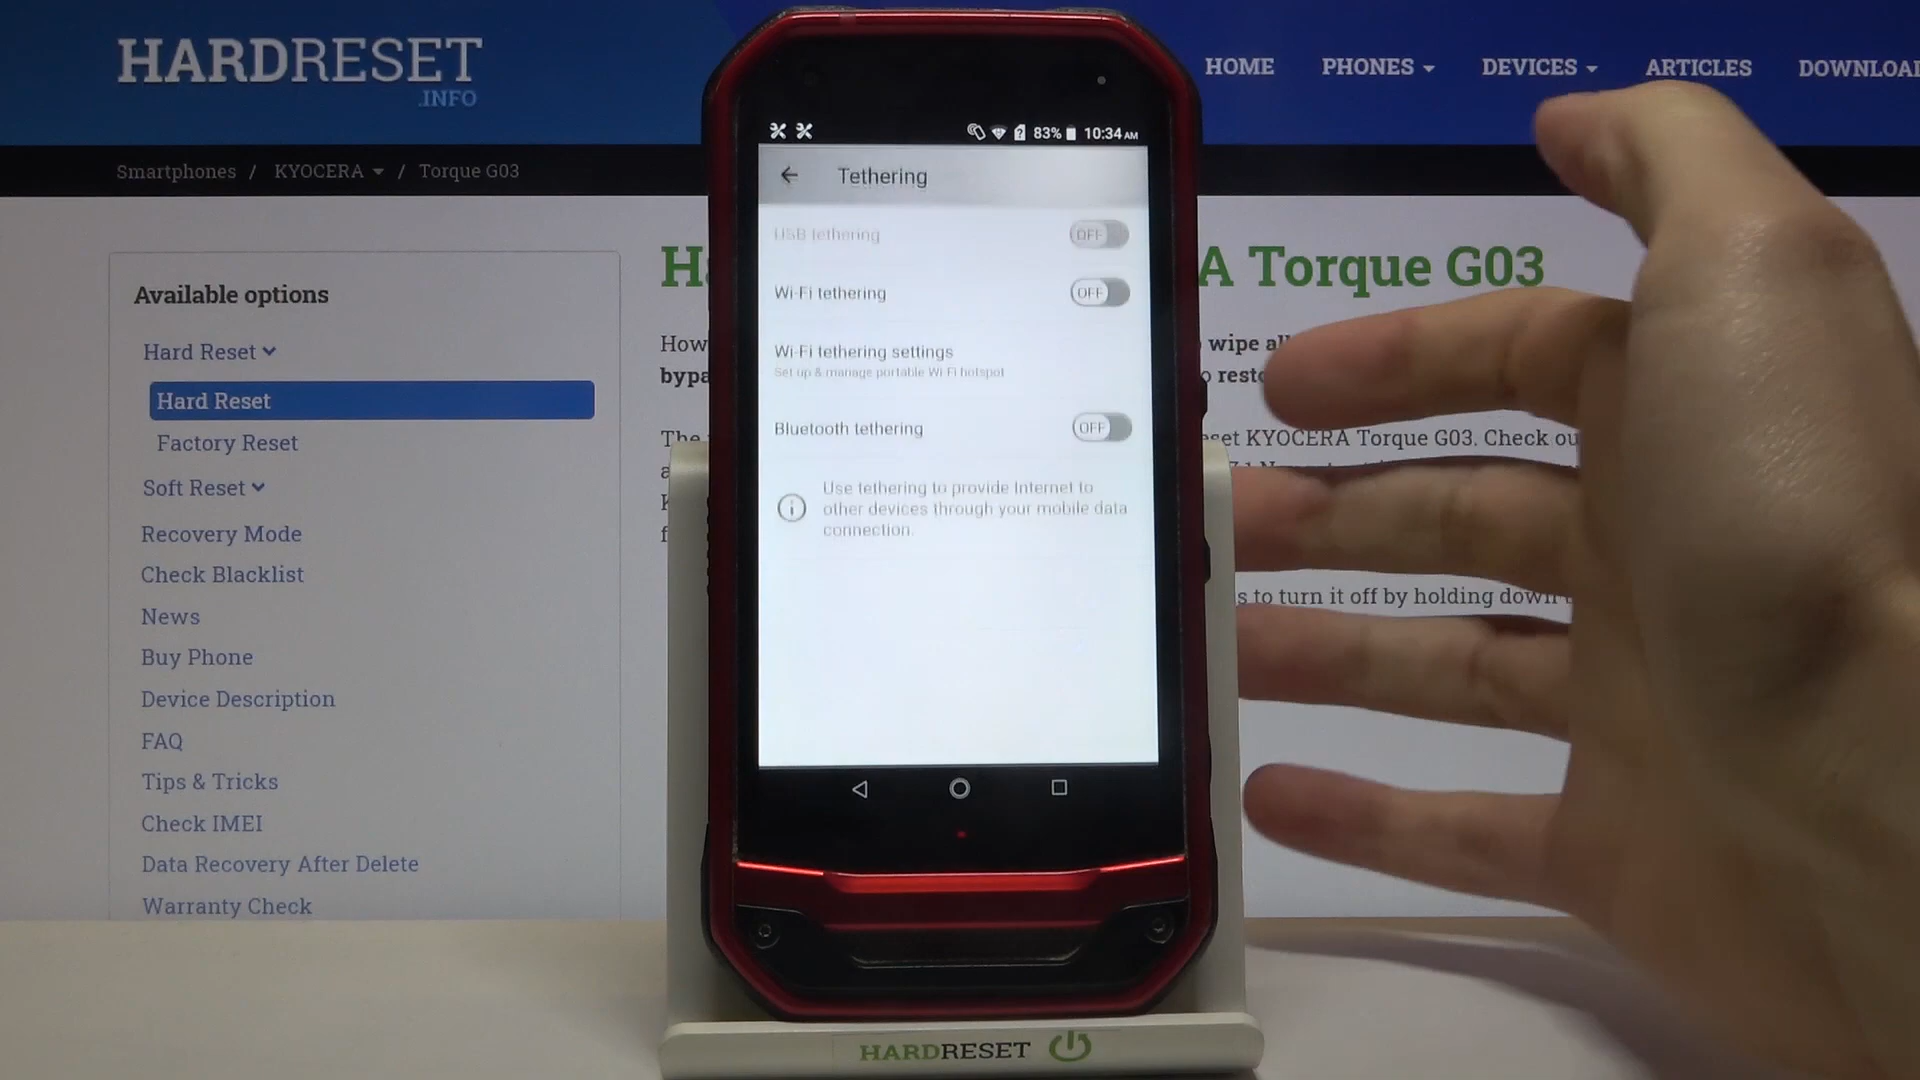 HARDRESET
.INFO
HOME PHONES DEVICES ARTICLES
Smartphones / KYOCERA / Torque G03
Available options
Hard Reset
Hard Reset
Factory Reset
Soft Reset
Recovery Mode
Check Blacklist
News
Buy Phone
Device Description
FAQ
Tips & Tricks
Check IMEI
Data Recovery After Delete
Warranty Check
A Torque G03
How
wipe
The
KYOCERA Torque G03. Check
to turn it off by holding down
83% 10:34 AM
Tethering
USB tethering OFF
Wi-Fi tethering OFF
Wi-Fi tethering settings
Set up & manage portable Wi-Fi hotspot
Bluetooth tethering OFF
Use tethering to provide Internet to
other devices through your mobile data
connection.
HARDRESET